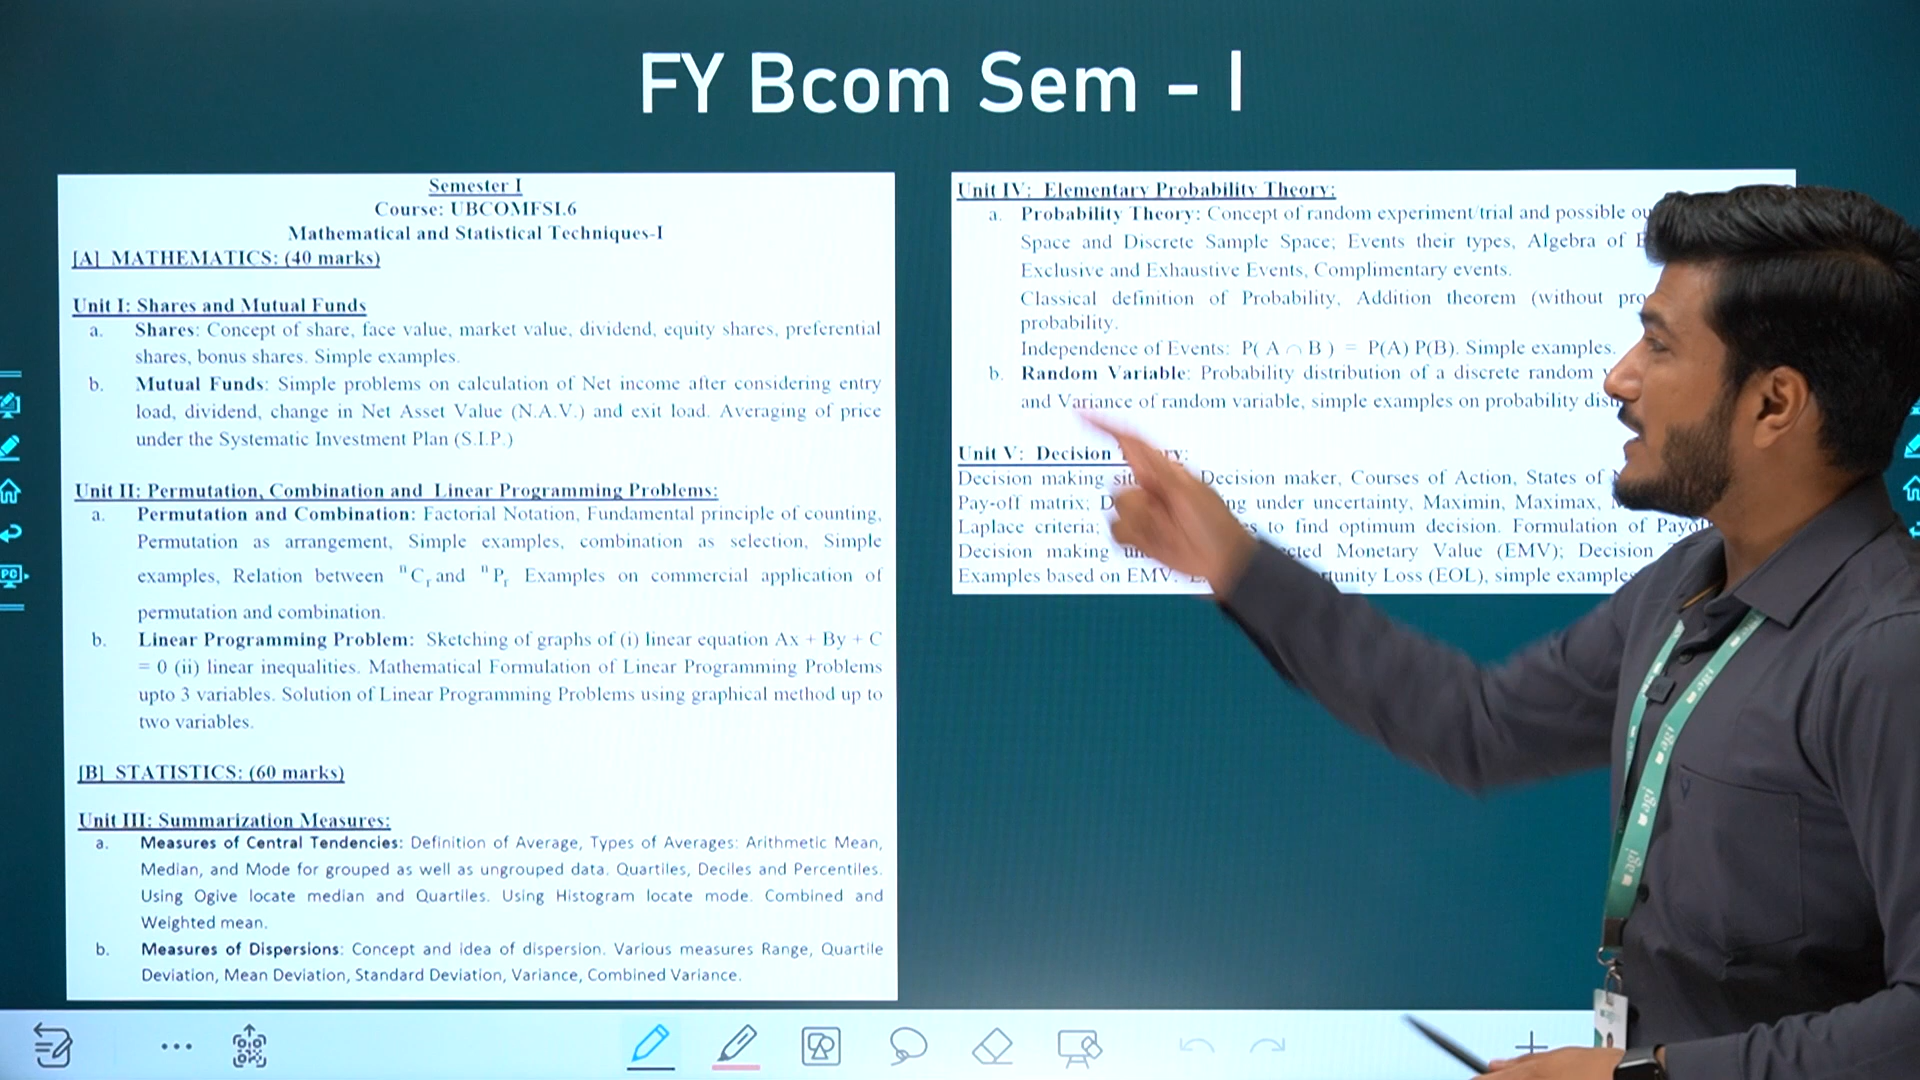 FY Bcom Sem - I
Semester I
Course: UBCOMFSI.6
Mathematical and Statistical Techniques-I
[A] MATHEMATICS: (40 marks)
Unit I: Shares and Mutual Funds
a. Shares: Concept of share, face value, market value, dividend, equity shares, preferential
shares, bonus shares. Simple examples.
b. Mutual Funds: Simple problems on calculation of Net income after considering entry
load, dividend, change in Net Asset Value (N.A.V.) and exit load. Averaging of price
under the Systematic Investment Plan (S.I.P.)
Unit II: Permutation, Combination and Linear Programming Problems:
a. Permutation and Combination: Factorial Notation, Fundamental principle of counting,
Permutation as arrangement, Simple examples, combination as selection, Simple
examples, Relation between ⁿCᵣ and ⁿPᵣ Examples on commercial application of
permutation and combination.
b. Linear Programming Problem: Sketching of graphs of (i) linear equation Ax + By + C
= 0 (ii) linear inequalities. Mathematical Formulation of Linear Programming Problems
upto 3 variables. Solution of Linear Programming Problems using graphical method up to
two variables.
[B] STATISTICS: (60 marks)
Unit III: Summarization Measures:
a. Measures of Central Tendencies: Definition of Average, Types of Averages: Arithmetic Mean,
Median, and Mode for grouped as well as ungrouped data. Quartiles, Deciles and Percentiles.
Using Ogive locate median and Quartiles. Using Histogram locate mode. Combined and
Weighted mean.
b. Measures of Dispersions: Concept and idea of dispersion. Various measures Range, Quartile
Deviation, Mean Deviation, Standard Deviation, Variance, Combined Variance.
Unit IV: Elementary Probability Theory:
a. Probability Theory: Concept of random experiment/trial and possible
Space and Discrete Sample Space; Events their types, Algebra of
Exclusive and Exhaustive Events, Complimentary events.
Classical definition of Probability, Addition theorem (without
probability.
Independence of Events: P( A ∩ B ) = P(A) P(B). Simple examples.
b. Random Variable: Probability distribution of a discrete random
and Variance of random variable, simple examples on probability
Unit V: Decision
Decision making Decision maker, Courses of Action, States of
Pay-off matrix; under uncertainty, Maximin, Maximax,
Laplace criteria; to find optimum decision. Formulation of
Decision making Monetary Value (EMV); Decision
Examples based on EMV. Loss (EOL), simple examples
PC
ige
ige
ige
ige